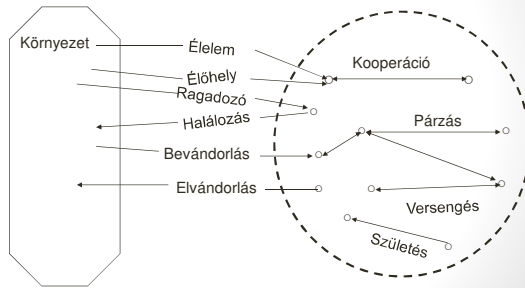 Környezet
Élelem
Élőhely
Ragadozó
Halálozás
Bevándorlás
Elvándorlás
Kooperáció
Párzás
Versengés
Születés